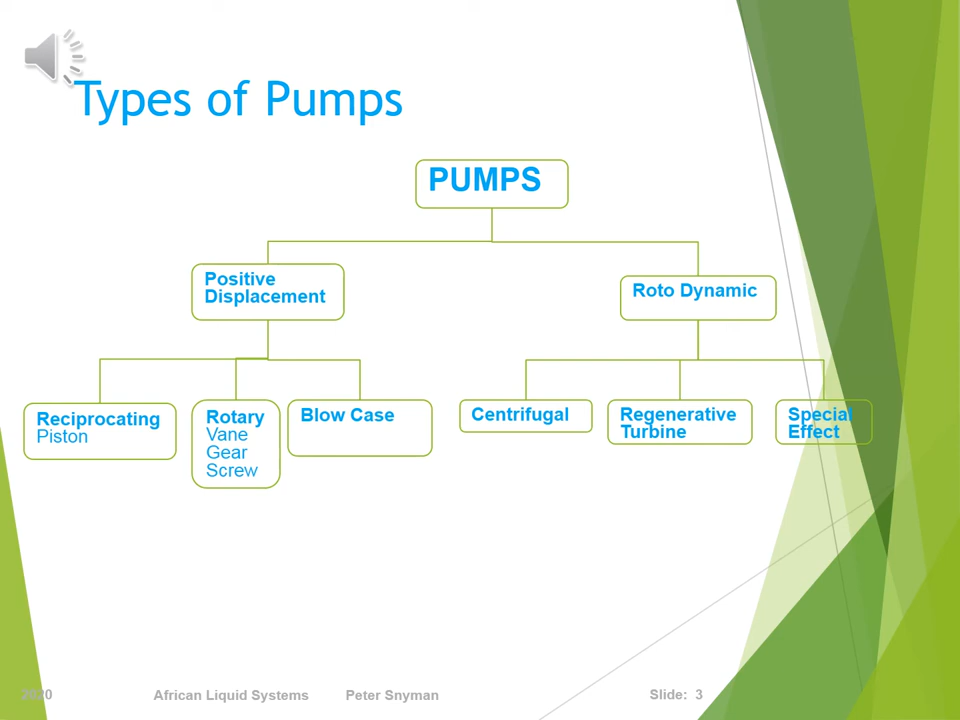 Types of Pumps
PUMPS
Positive
Displacement
Roto Dynamic
Reciprocating
Piston
Rotary
Vane
Gear
Screw
Blow Case
Centrifugal
Regenerative
Turbine
Special
Effect
2020
African Liquid Systems
Peter Snyman
Slide: 3